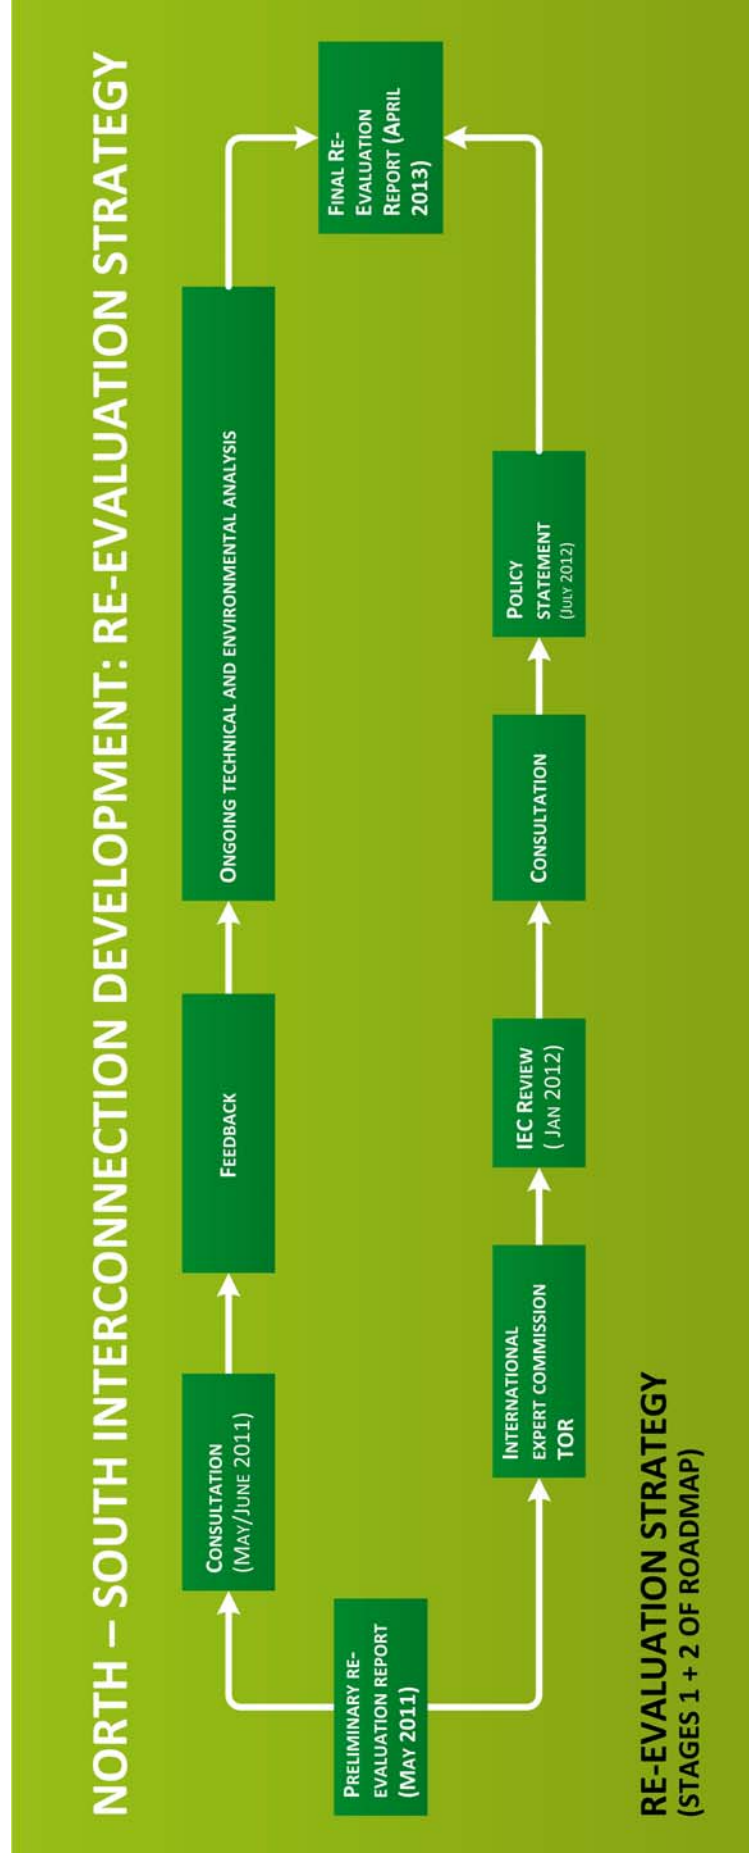 NORTH – SOUTH INTERCONNECTION DEVELOPMENT: RE-EVALUATION STRATEGY
PRELIMINARY RE-
EVALUATION REPORT
(MAY 2011)
CONSULTATION
(MAY/JUNE 2011)
FEEDBACK
ONGOING TECHNICAL AND ENVIRONMENTAL ANALYSIS
INTERNATIONAL
EXPERT COMMISSION
TOR
IEC REVIEW
( JAN 2012)
CONSULTATION
POLICY
STATEMENT
(JULY 2012)
FINAL RE-
EVALUATION
REPORT (APRIL
2013)
RE-EVALUATION STRATEGY
(STAGES 1 + 2 OF ROADMAP)